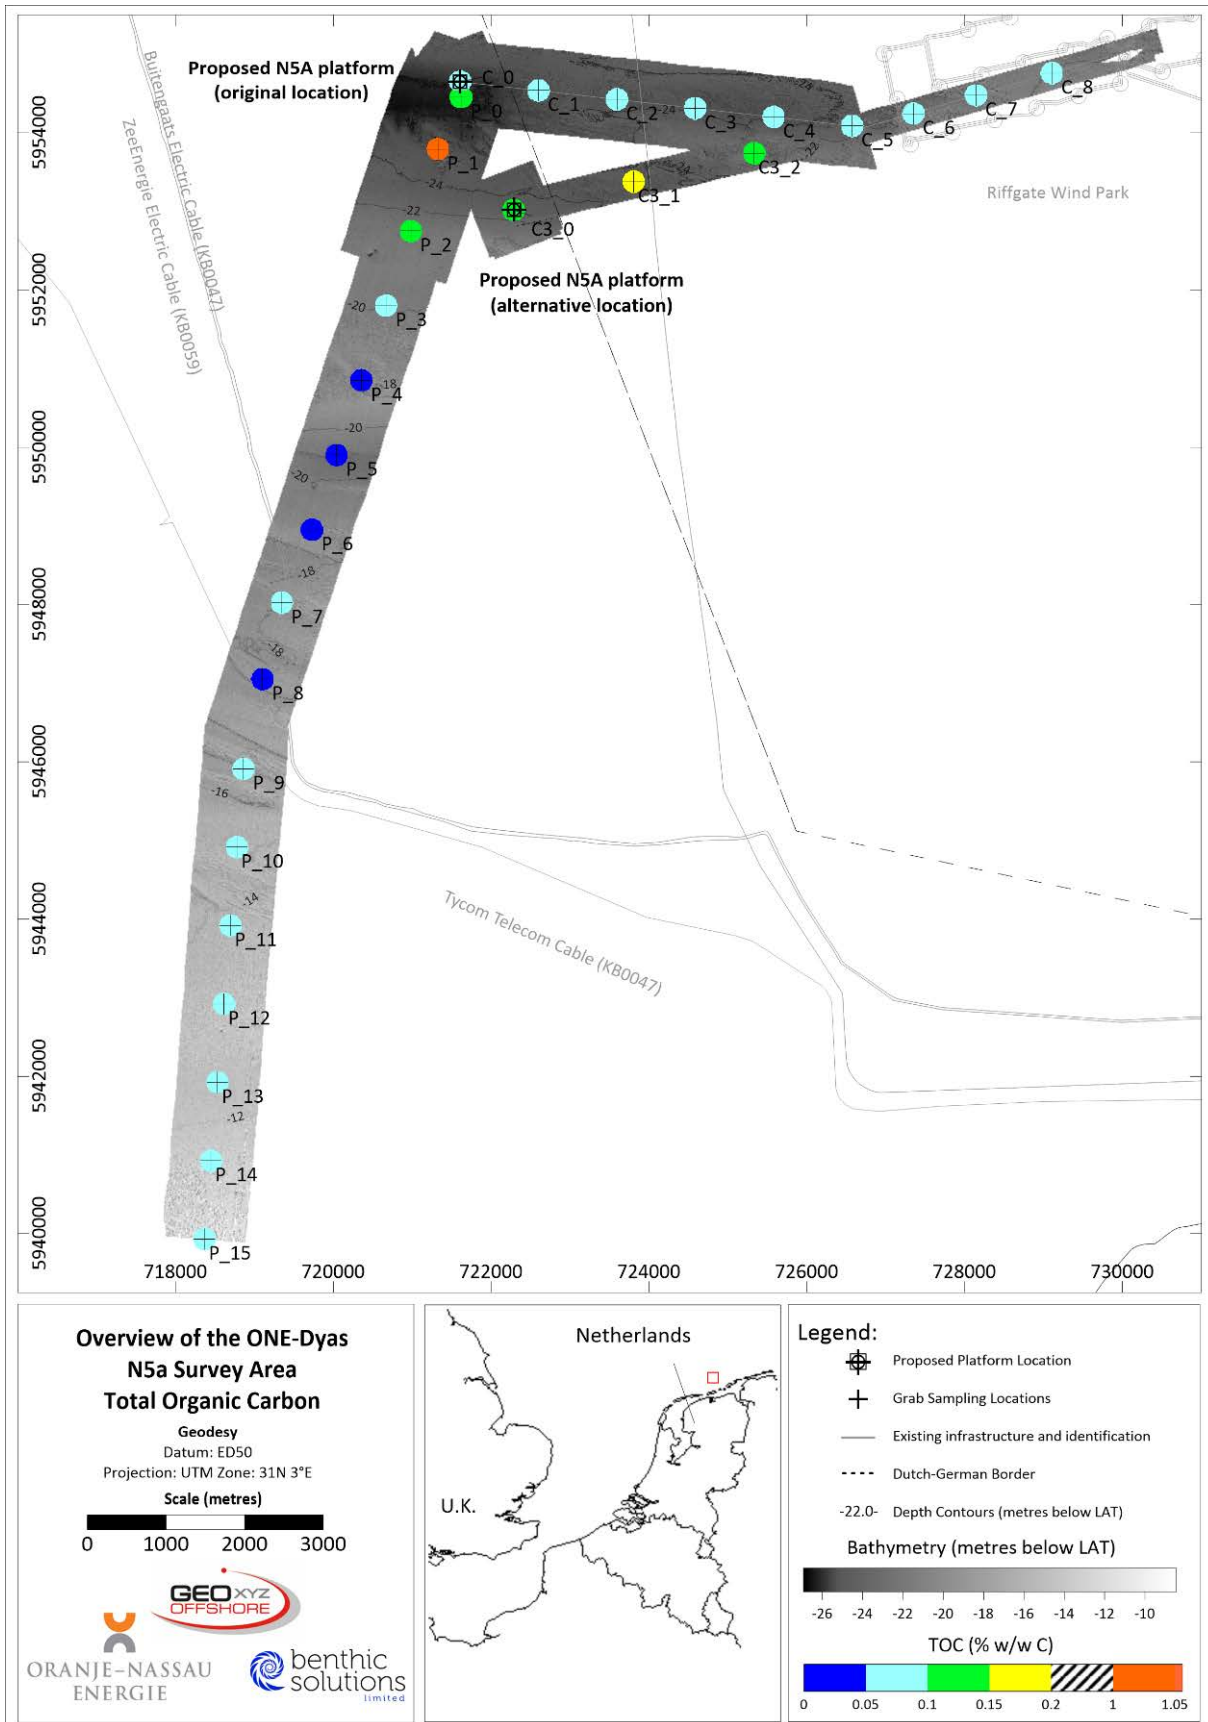 Proposed N5A platform
(original location)
C_0
P_0
C_1
C_2
C_3
C_4
C_5
C_6
C_7
C_8
P_1
C3_2
C3_1
C3_0
P_2
Proposed N5A platform
(alternative location)
Riffgate Wind Park
Buitengaats Electric Cable (KB0047)
ZeeEnergie Electric Cable (KB0059)
-24
-24
-24
-24
-22
-22
P_3
-20
P_4
-18
-20
P_5
-20
P_6
-18
P_7
-18
P_8
P_9
-16
P_10
-14
P_11
P_12
P_13
-12
P_14
P_15
Tycom Telecom Cable (KB0047)
5954000
5952000
5950000
5948000
5946000
5944000
5942000
5940000
718000
720000
722000
724000
726000
728000
730000
Overview of the ONE-Dyas
N5a Survey Area
Total Organic Carbon
Geodesy
Datum: ED50
Projection: UTM Zone: 31N 3°E
Scale (metres)
0 1000 2000 3000
GEO XYZ
OFFSHORE
ORANJE–NASSAU
ENERGIE
benthic
solutions
limited
Netherlands
U.K.
Legend:
Proposed Platform Location
Grab Sampling Locations
Existing infrastructure and identification
Dutch-German Border
-22.0- Depth Contours (metres below LAT)
Bathymetry (metres below LAT)
-26 -24 -22 -20 -18 -16 -14 -12 -10
TOC (% w/w C)
0 0.05 0.1 0.15 0.2 1 1.05